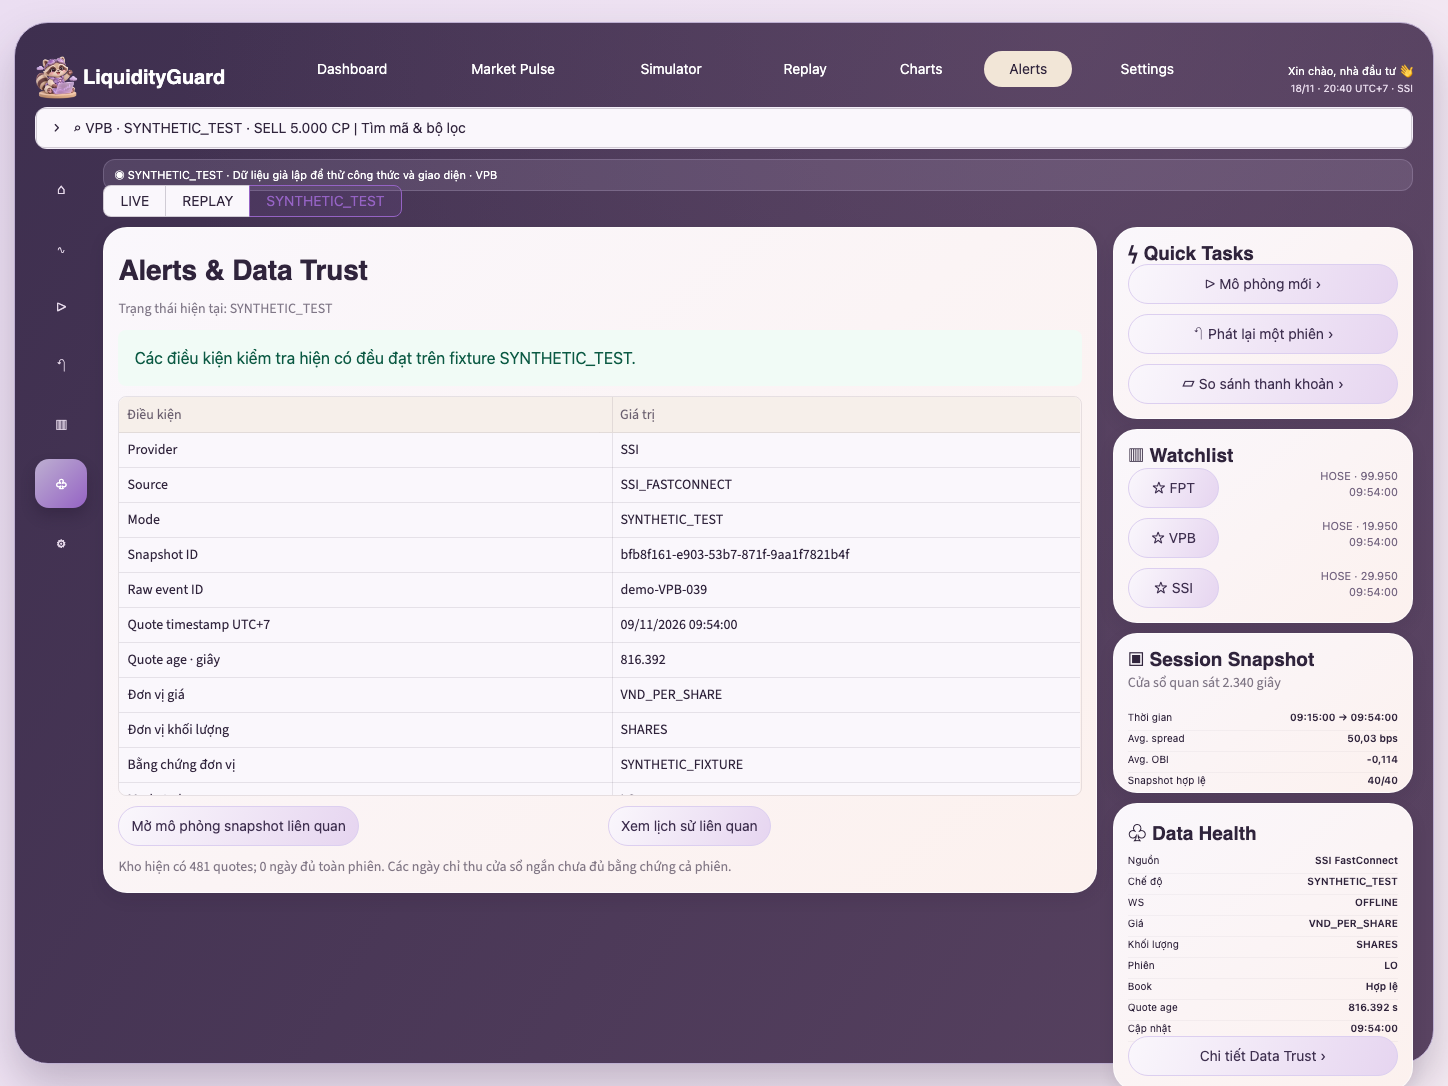 LiquidityGuard
Dashboard
Market Pulse
Simulator
Replay
Charts
Alerts
Settings
Xin chào, nhà đầu tư 👋
18/11 · 20:40 UTC+7 · SSI
› ⌕ VPB · SYNTHETIC_TEST · SELL 5.000 CP | Tìm mã & bộ lọc
◉ SYNTHETIC_TEST · Dữ liệu giả lập để thử công thức và giao diện · VPB
LIVE
REPLAY
SYNTHETIC_TEST
Alerts & Data Trust
Trạng thái hiện tại: SYNTHETIC_TEST
Các điều kiện kiểm tra hiện có đều đạt trên fixture SYNTHETIC_TEST.
Điều kiện Giá trị
Provider SSI
Source SSI_FASTCONNECT
Mode SYNTHETIC_TEST
Snapshot ID bfb8f161-e903-53b7-871f-9aa1f7821b4f
Raw event ID demo-VPB-039
Quote timestamp UTC+7 09/11/2026 09:54:00
Quote age · giây 816.392
Đơn vị giá VND_PER_SHARE
Đơn vị khối lượng SHARES
Bằng chứng đơn vị SYNTHETIC_FIXTURE
Mở mô phỏng snapshot liên quan
Xem lịch sử liên quan
Kho hiện có 481 quotes; 0 ngày đủ toàn phiên. Các ngày chỉ thu cửa sổ ngắn chưa đủ bằng chứng cả phiên.
Quick Tasks
Mô phỏng mới ›
Phát lại một phiên ›
So sánh thanh khoản ›
Watchlist
☆ FPT
HOSE · 99.950
09:54:00
☆ VPB
HOSE · 19.950
09:54:00
☆ SSI
HOSE · 29.950
09:54:00
Session Snapshot
Cửa sổ quan sát 2.340 giây
Thời gian 09:15:00 → 09:54:00
Avg. spread 50,03 bps
Avg. OBI -0,114
Snapshot hợp lệ 40/40
Data Health
Nguồn SSI FastConnect
Chế độ SYNTHETIC_TEST
WS OFFLINE
Giá VND_PER_SHARE
Khối lượng SHARES
Phiên LO
Book Hợp lệ
Quote age 816.392 s
Cập nhật 09:54:00
Chi tiết Data Trust ›